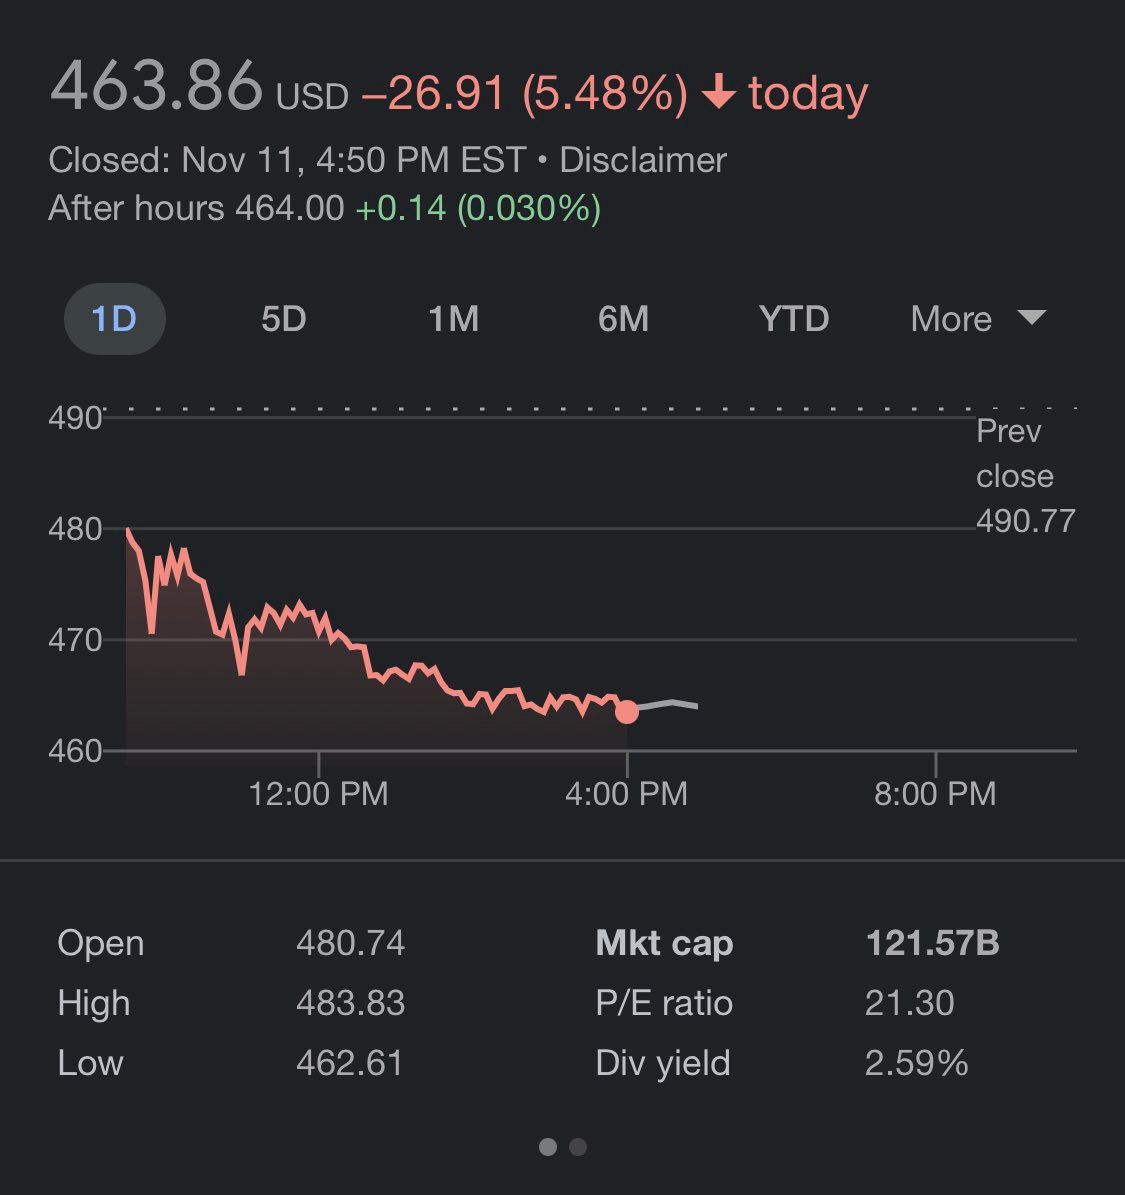 463.86 USD −26.91 (5.48%) ↓ today
Closed: Nov 11, 4:50 PM EST • Disclaimer
After hours 464.00 +0.14 (0.030%)
1D 5D 1M 6M YTD More
490
Prev
close
490.77
480
470
460
12:00 PM 4:00 PM 8:00 PM
Open 480.74 Mkt cap 121.57B
High 483.83 P/E ratio 21.30
Low 462.61 Div yield 2.59%